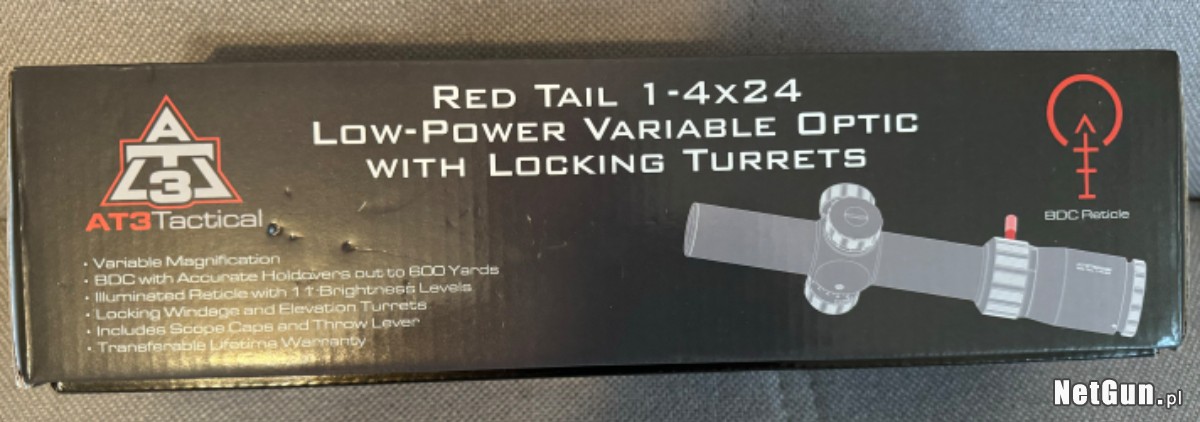 RED TAIL 1-4x24
LOW-POWER VARIABLE OPTIC
WITH LOCKING TURRETS
AT3
AT3Tactical
BDC Reticle
• Variable Magnification
• BDC with Accurate Holdovers out to 600 Yards
• Illuminated Reticle with 11 Brightness Levels
• Locking Windage and Elevation Turrets
• Includes Scope Caps and Throw Lever
• Transferable Lifetime Warranty
NetGun.pl